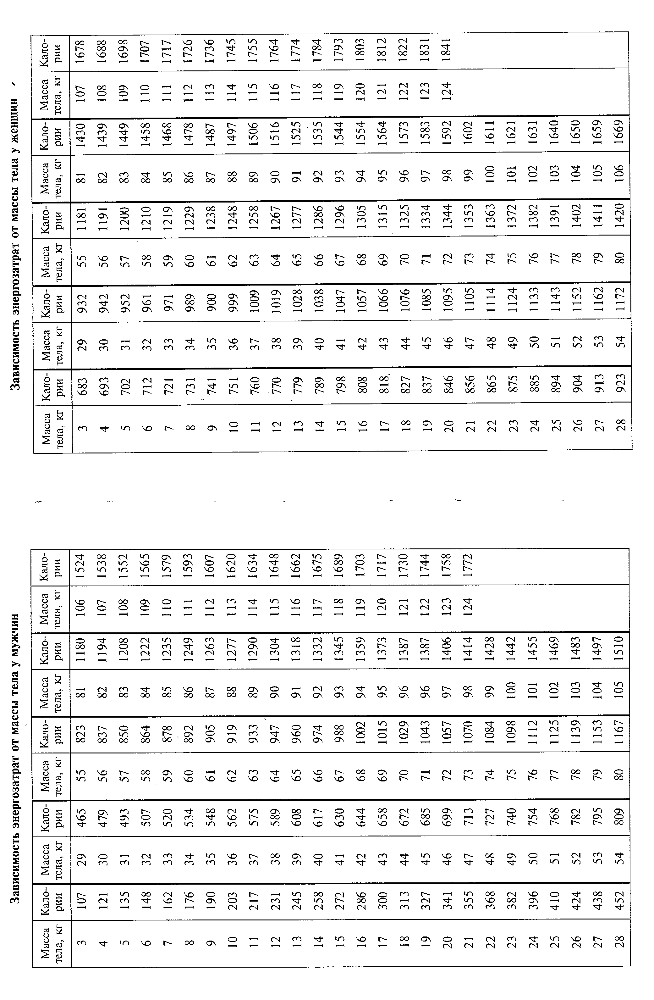 Зависимость энергозатрат от массы тела у мужчин
Масса тела, кг Кало-рии Масса тела, кг Кало-рии Масса тела, кг Кало-рии Масса тела, кг Кало-рии Масса тела, кг Кало-рии
3 107 29 465 55 823 81 1180 106 1524
4 121 30 479 56 837 82 1194 107 1538
5 135 31 493 57 850 83 1208 108 1552
6 148 32 507 58 864 84 1222 109 1565
7 162 33 520 59 878 85 1235 110 1579
8 176 34 534 60 892 86 1249 111 1593
9 190 35 548 61 905 87 1263 112 1607
10 203 36 562 62 919 88 1277 113 1620
11 217 37 575 63 933 89 1290 114 1634
12 231 38 589 64 947 90 1304 115 1648
13 245 39 608 65 960 91 1318 116 1662
14 258 40 617 66 974 92 1332 117 1675
15 272 41 630 67 988 93 1345 118 1689
16 286 42 644 68 1002 94 1359 119 1703
17 300 43 658 69 1015 95 1373 120 1717
18 313 44 672 70 1029 96 1387 121 1730
19 327 45 685 71 1043 96 1387 122 1744
20 341 46 699 72 1057 97 1406 123 1758
21 355 47 713 73 1070 98 1414 124 1772
22 368 48 727 74 1084 99 1428
23 382 49 740 75 1098 100 1442
24 396 50 754 76 1112 101 1455
25 410 51 768 77 1125 102 1469
26 424 52 782 78 1139 103 1483
27 438 53 795 79 1153 104 1497
28 452 54 809 80 1167 105 1510
Зависимость энергозатрат от массы тела у женщин
Масса тела, кг Кало-рии Масса тела, кг Кало-рии Масса тела, кг Кало-рии Масса тела, кг Кало-рии Масса тела, кг Кало-рии
3 683 29 932 55 1181 81 1430 107 1678
4 693 30 942 56 1191 82 1439 108 1688
5 702 31 952 57 1200 83 1449 109 1698
6 712 32 961 58 1210 84 1458 110 1707
7 721 33 971 59 1219 85 1468 111 1717
8 731 34 989 60 1229 86 1478 112 1726
9 741 35 900 61 1238 87 1487 113 1736
10 751 36 999 62 1248 88 1497 114 1745
11 760 37 1009 63 1258 89 1506 115 1755
12 770 38 1019 64 1267 90 1516 116 1764
13 779 39 1028 65 1277 91 1525 117 1774
14 789 40 1038 66 1286 92 1535 118 1784
15 798 41 1047 67 1296 93 1544 119 1793
16 808 42 1057 68 1305 94 1554 120 1803
17 818 43 1066 69 1315 95 1564 121 1812
18 827 44 1076 70 1325 96 1573 122 1822
19 837 45 1085 71 1334 97 1583 123 1831
20 846 46 1095 72 1344 98 1592 124 1841
21 856 47 1105 73 1353 99 1602
22 865 48 1114 74 1363 100 1611
23 875 49 1124 75 1372 101 1621
24 885 50 1133 76 1382 102 1631
25 894 51 1143 77 1391 103 1640
26 904 52 1152 78 1402 104 1650
27 913 53 1162 79 1411 105 1659
28 923 54 1172 80 1420 106 1669